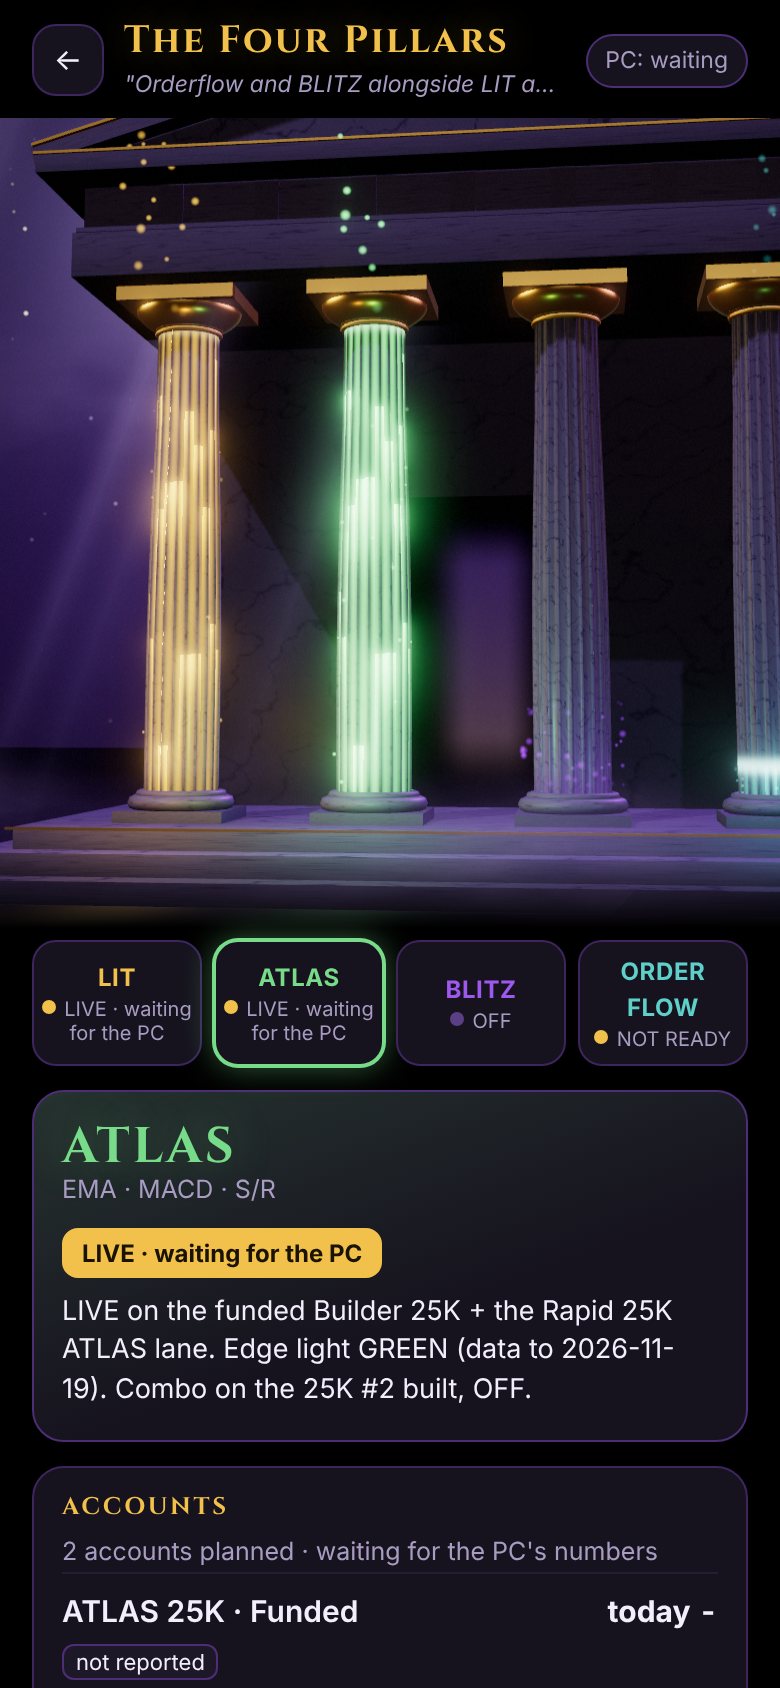 ←
THE FOUR PILLARS
"Orderflow and BLITZ alongside LIT a...
PC: waiting
LIT
LIVE · waiting
for the PC
ATLAS
LIVE · waiting
for the PC
BLITZ
OFF
ORDER
FLOW
NOT READY
ATLAS
EMA · MACD · S/R
LIVE · waiting for the PC
LIVE on the funded Builder 25K + the Rapid 25K
ATLAS lane. Edge light GREEN (data to 2026-11-
19). Combo on the 25K #2 built, OFF.
ACCOUNTS
2 accounts planned · waiting for the PC's numbers
ATLAS 25K · Funded
today -
not reported